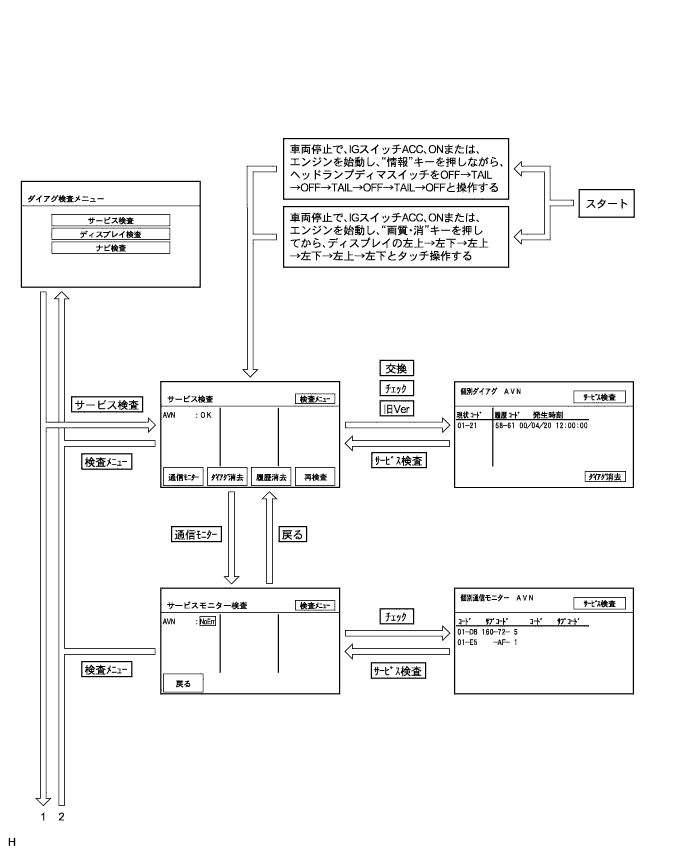 車両停止で、IGスイッチACC、ONまたは、
エンジンを始動し、“情報”キーを押しながら、
ヘッドランプディマスイッチをOFF→TAIL
→OFF→TAIL→OFF→TAIL→OFFと操作する
スタート
車両停止で、IGスイッチACC、ONまたは、
エンジンを始動し、“画質・消”キーを押し
てから、ディスプレイの左上→左下→左上
→左下→左上→左下とタッチ操作する
ダイアグ検査メニュー
サービス検査
ディスプレイ検査
ナビ検査
サービス検査
検査メニュー
サービス検査
検査ﾒﾆｭｰ
AVN : OK
通信ﾓﾆﾀｰ
ﾀﾞｲｱｸﾞ消去
履歴消去
再検査
交換
ﾁｪｯｸ
旧Ver
ｻｰﾋﾞｽ検査
個別ダイアグ AVN
ｻｰﾋﾞｽ検査
現状ｺｰﾄﾞ 履歴ｺｰﾄﾞ 発生時刻
01-21 58-61 00/04/20 12:00:00
ﾀﾞｲｱｸﾞ消去
通信ﾓﾆﾀｰ
戻る
サービスモニター検査
検査ﾒﾆｭｰ
AVN : NoErr
戻る
検査ﾒﾆｭｰ
ﾁｪｯｸ
ｻｰﾋﾞｽ検査
個別通信モニター AVN
ｻｰﾋﾞｽ検査
ｺｰﾄﾞ ｻﾌﾞｺｰﾄﾞ ｺｰﾄﾞ ｻﾌﾞｺｰﾄﾞ
01-DB 160-72- 5
01-E5 -AF- 1
1 2
H